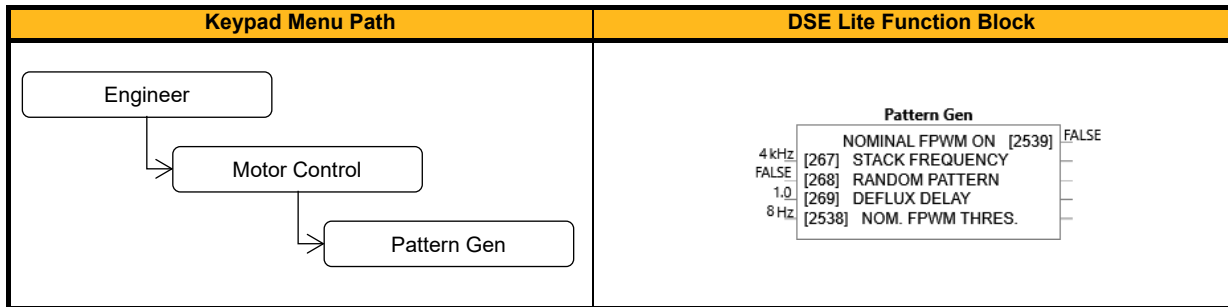 Keypad Menu Path
DSE Lite Function Block
Engineer
Motor Control
Pattern Gen
Pattern Gen
NOMINAL FPWM ON [2539] FALSE
4 kHz [267] STACK FREQUENCY
FALSE [268] RANDOM PATTERN
1.0 [269] DEFLUX DELAY
8 Hz [2538] NOM. FPWM THRES.